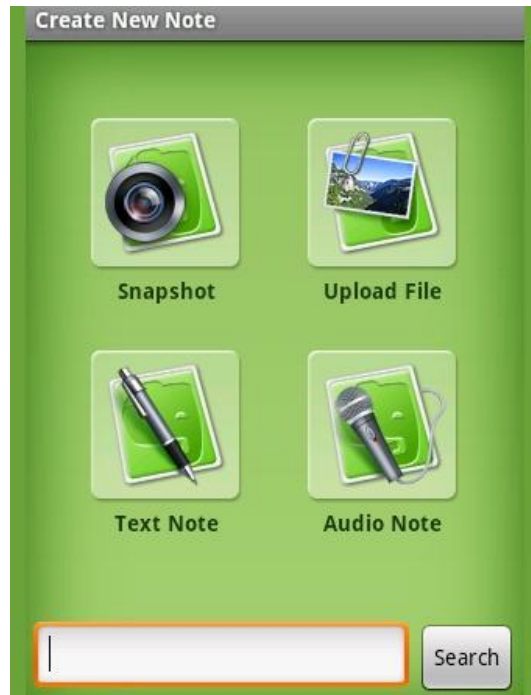 Create New Note
Snapshot
Upload File
Text Note
Audio Note
Search